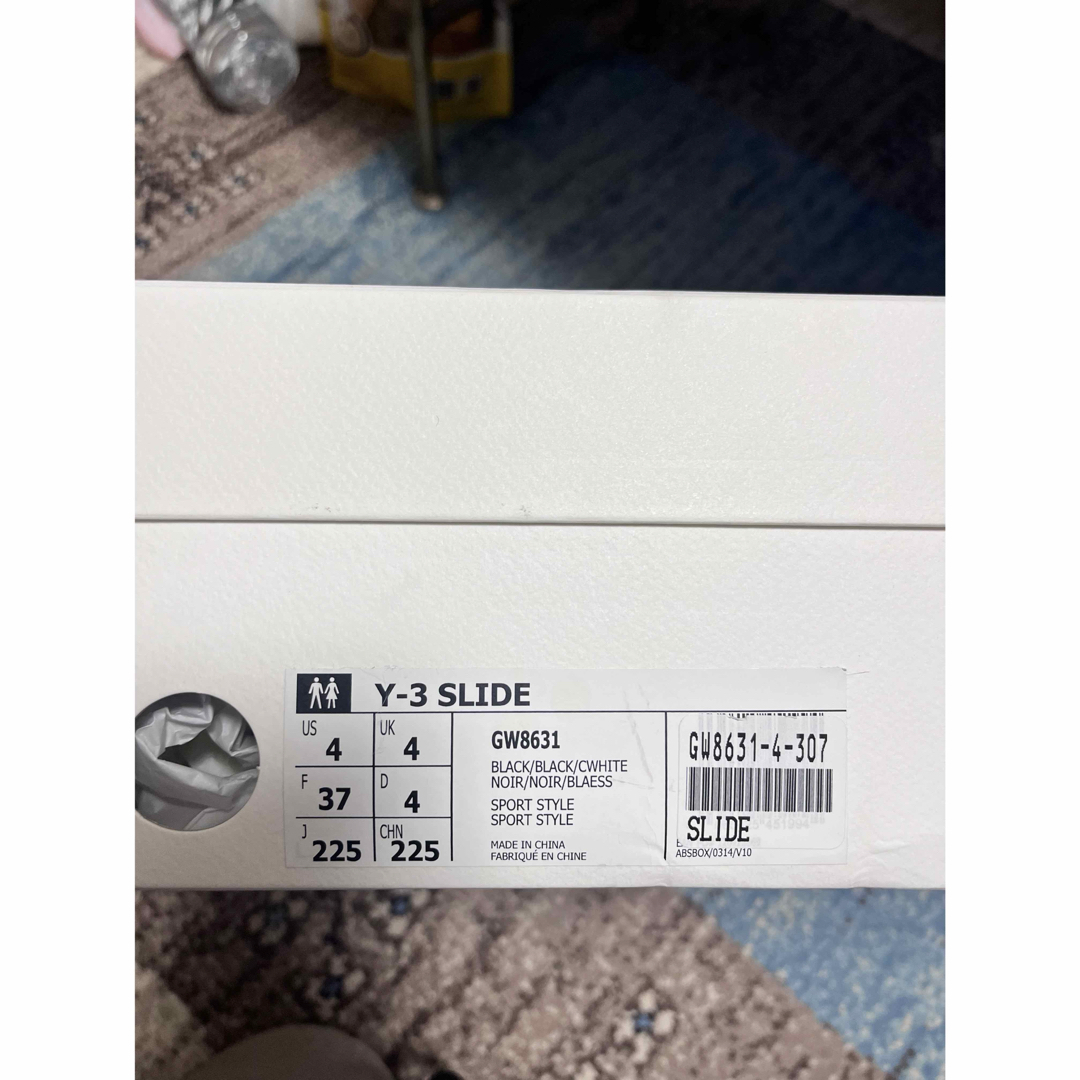 Y-3 SLIDE
US
4
UK
4
F
37
D
4
J
225
CHN
225
GW8631
BLACK/BLACK/CWHITE
NOIR/NOIR/BLAESS
SPORT STYLE
SPORT STYLE
MADE IN CHINA
FABRIQUÉ EN CHINE
GW8631-4-307
SLIDE
ABSBOX/0314/V10